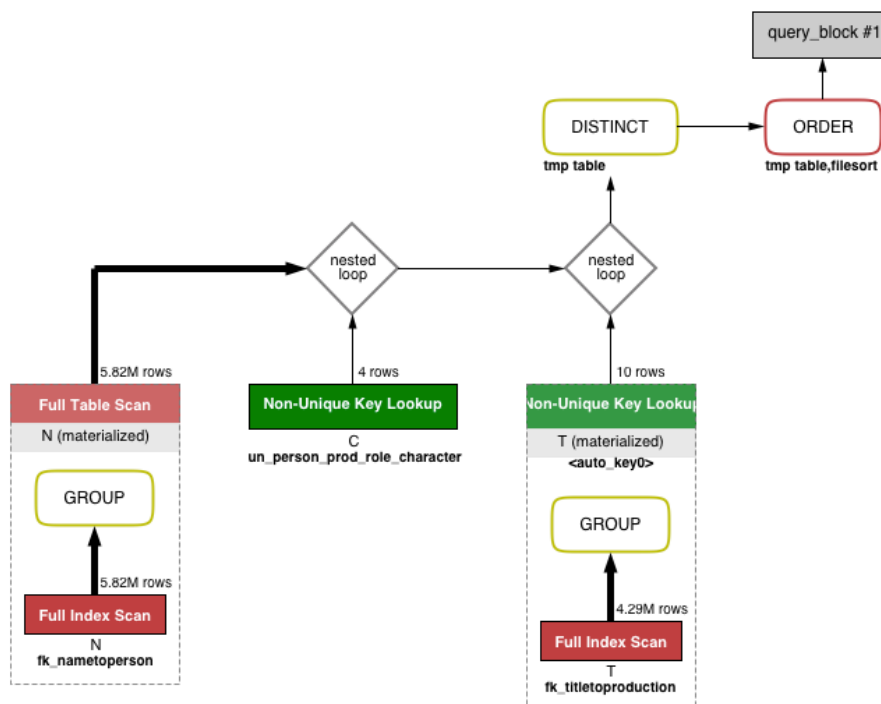 query_block #1
DISTINCT
ORDER
tmp table
tmp table,filesort
nested
loop
nested
loop
5.82M rows
4 rows
10 rows
Full Table Scan
Non-Unique Key Lookup
Non-Unique Key Lookup
N (materialized)
C
un_person_prod_role_character
T (materialized)
<auto_key0>
GROUP
GROUP
5.82M rows
4.29M rows
Full Index Scan
N
fk_nametoperson
Full Index Scan
T
fk_titletoproduction